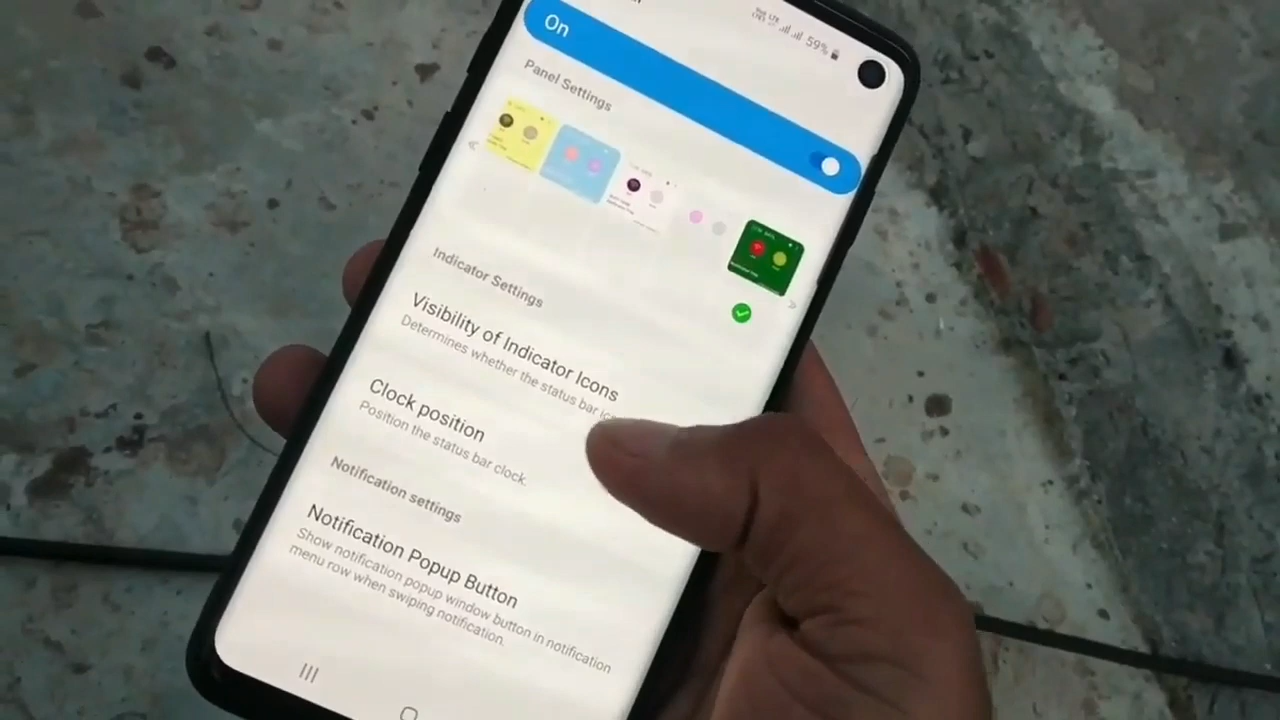 59%
On
Panel Settings
Indicator Settings
Visibility of Indicator Icons
Determines whether the status bar
Clock position
Position the status bar clock.
Notification settings
Notification Popup Button
Show notification popup window button in notification
menu row when swiping notification.